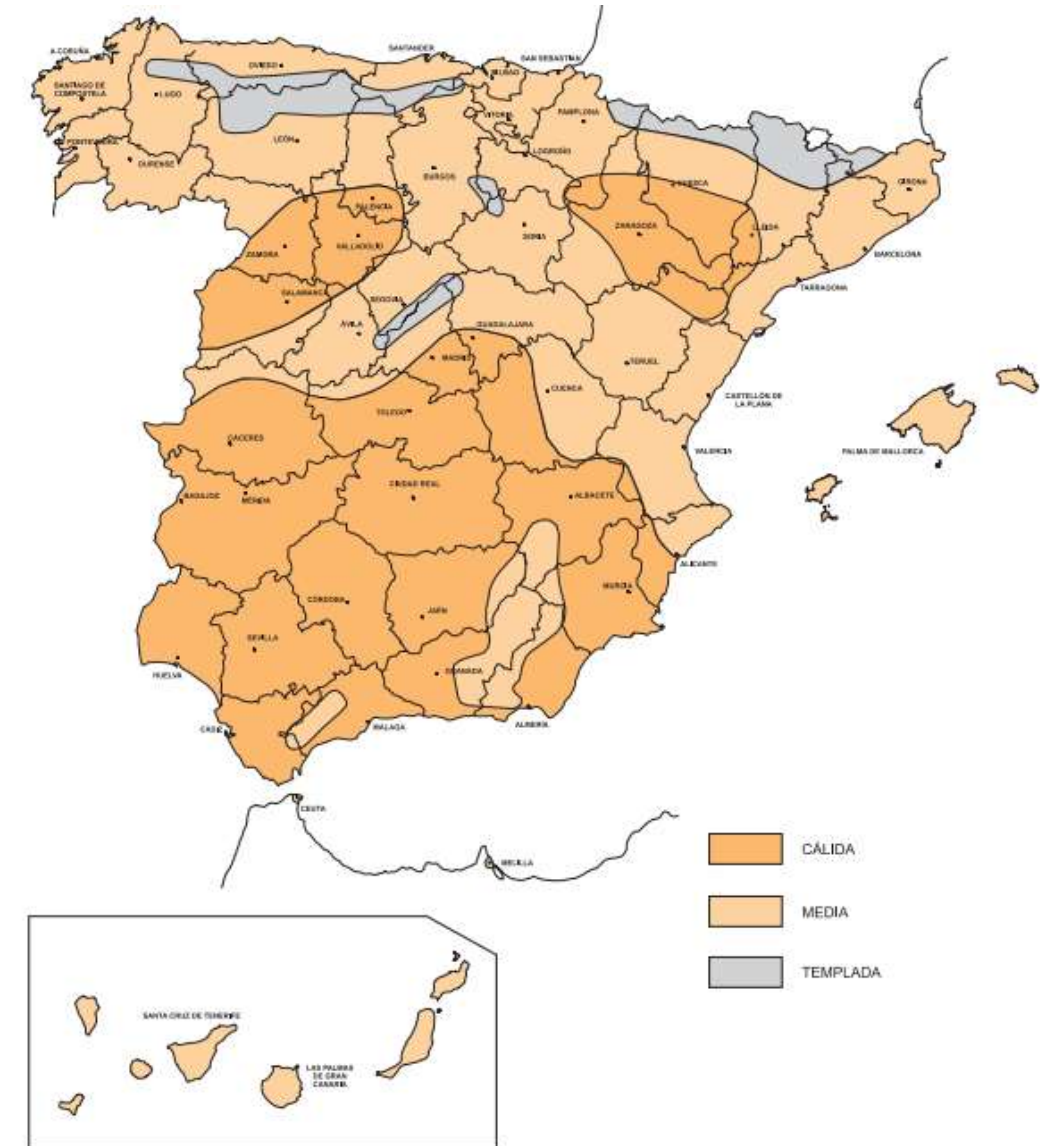 A CORUÑA
SANTIAGO DE
COMPOSTELA
LUGO
PONTEVEDRA
OURENSE
OVIEDO
SANTANDER
BILBAO
SAN SEBASTIÁN
VITORIA
PAMPLONA
LOGROÑO
LEÓN
BURGOS
PALENCIA
HUESCA
GIRONA
ZAMORA
VALLADOLID
SORIA
ZARAGOZA
LLEIDA
BARCELONA
TARRAGONA
SALAMANCA
SEGOVIA
ÁVILA
GUADALAJARA
MADRID
TERUEL
CUENCA
CASTELLÓN DE
LA PLANA
TOLEDO
CÁCERES
VALENCIA
PALMA DE MALLORCA
BADAJOZ
MÉRIDA
CIUDAD REAL
ALBACETE
ALICANTE
MURCIA
CÓRDOBA
JAÉN
SEVILLA
HUELVA
GRANADA
ALMERÍA
CÁDIZ
MÁLAGA
CEUTA
MELILLA
CÁLIDA
MEDIA
TEMPLADA
SANTA CRUZ DE TENERIFE
LAS PALMAS
DE GRAN
CANARIA